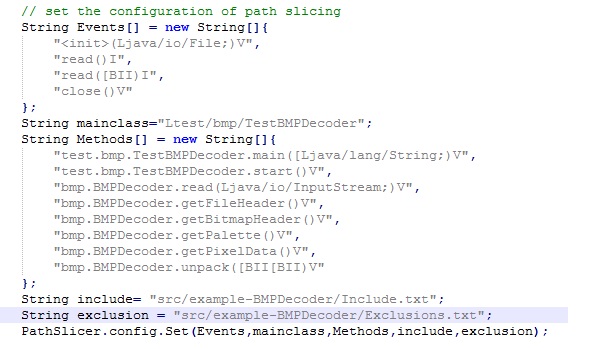 // set the configuration of path slicing
String Events[] = new String[]{
"<init>(Ljava/io/File;)V",
"read()I",
"read([BII)I",
"close()V"
};
String mainclass="Ltest/bmp/TestBMPDecoder";
String Methods[] = new String[]{
"test.bmp.TestBMPDecoder.main([Ljava/lang/String;)V",
"test.bmp.TestBMPDecoder.start()V",
"bmp.BMPDecoder.read(Ljava/io/InputStream;)V",
"bmp.BMPDecoder.getFileHeader()V",
"bmp.BMPDecoder.getBitmapHeader()V",
"bmp.BMPDecoder.getPalette()V",
"bmp.BMPDecoder.getPixelData()V",
"bmp.BMPDecoder.unpack([BII[BI)V"
};
String include= "src/example-BMPDecoder/Include.txt";
String exclusion = "src/example-BMPDecoder/Exclusions.txt";
PathSlicer.config.Set(Events,mainclass,Methods,include,exclusion);